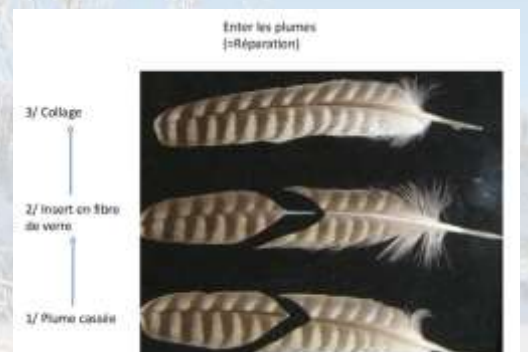 Enter les plumes
(=Réparation)
3/ Collage
2/ Insert en fibre
de verre
1/ Plume cassée